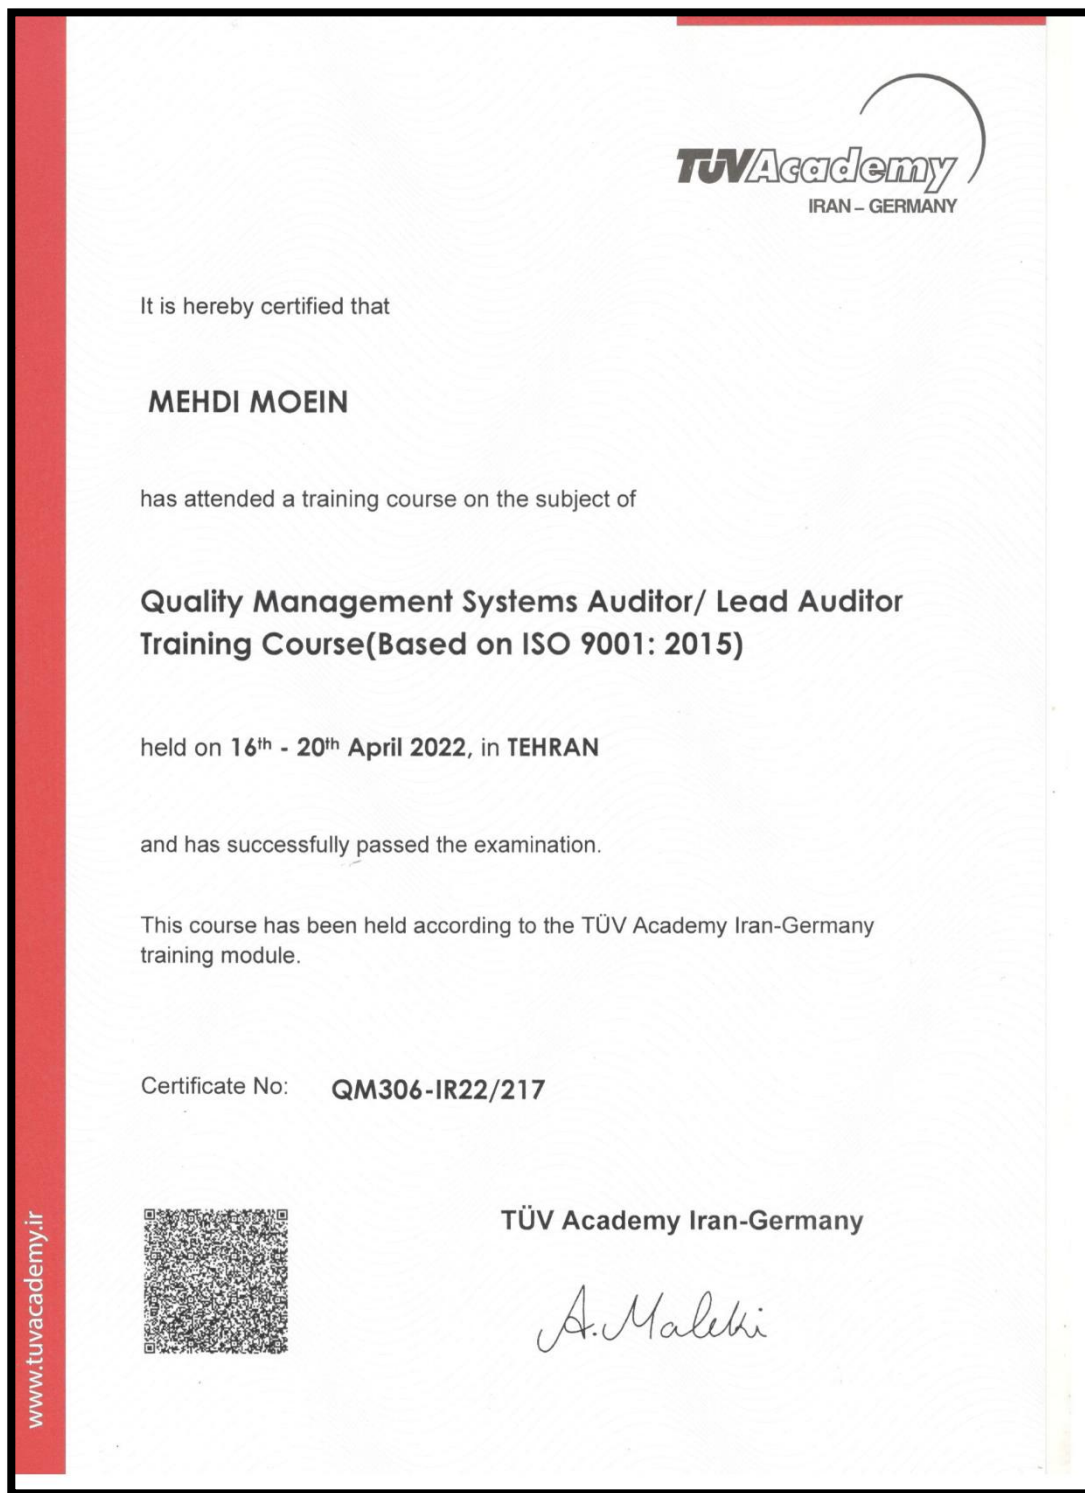 TÜVAcademy
IRAN – GERMANY
It is hereby certified that
MEHDI MOEIN
has attended a training course on the subject of
Quality Management Systems Auditor/ Lead Auditor
Training Course(Based on ISO 9001: 2015)
held on 16th - 20th April 2022, in TEHRAN
and has successfully passed the examination.
This course has been held according to the TÜV Academy Iran-Germany
training module.
Certificate No: QM306-IR22/217
TÜV Academy Iran-Germany
A. Maleki
www.tuvacademy.ir